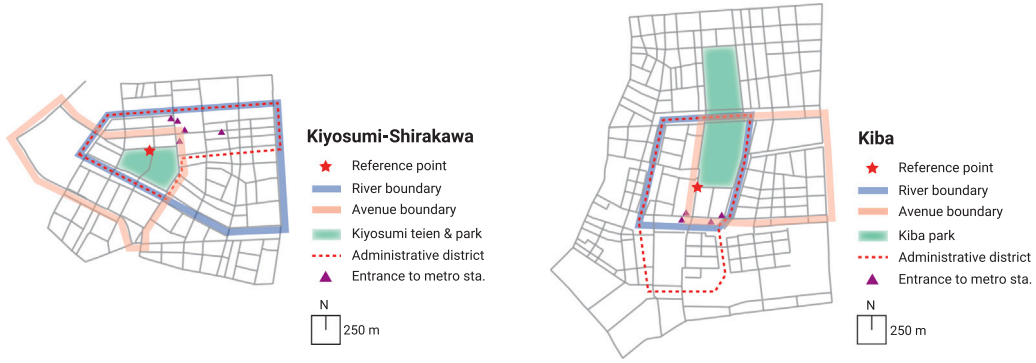 Kiyosumi-Shirakawa
Reference point
River boundary
Avenue boundary
Kiyosumi teien & park
Administrative district
Entrance to metro sta.
N
250 m
Kiba
Reference point
River boundary
Avenue boundary
Kiba park
Administrative district
Entrance to metro sta.
N
250 m